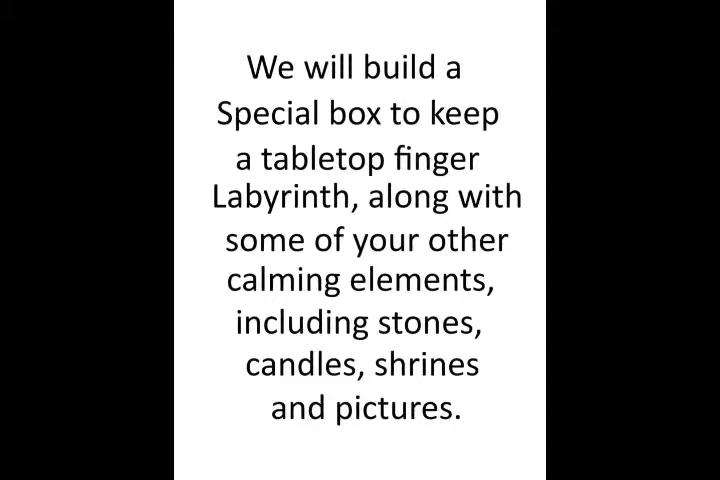 We will build a
Special box to keep
a tabletop finger
Labyrinth, along with
some of your other
calming elements,
including stones,
candles, shrines
and pictures.